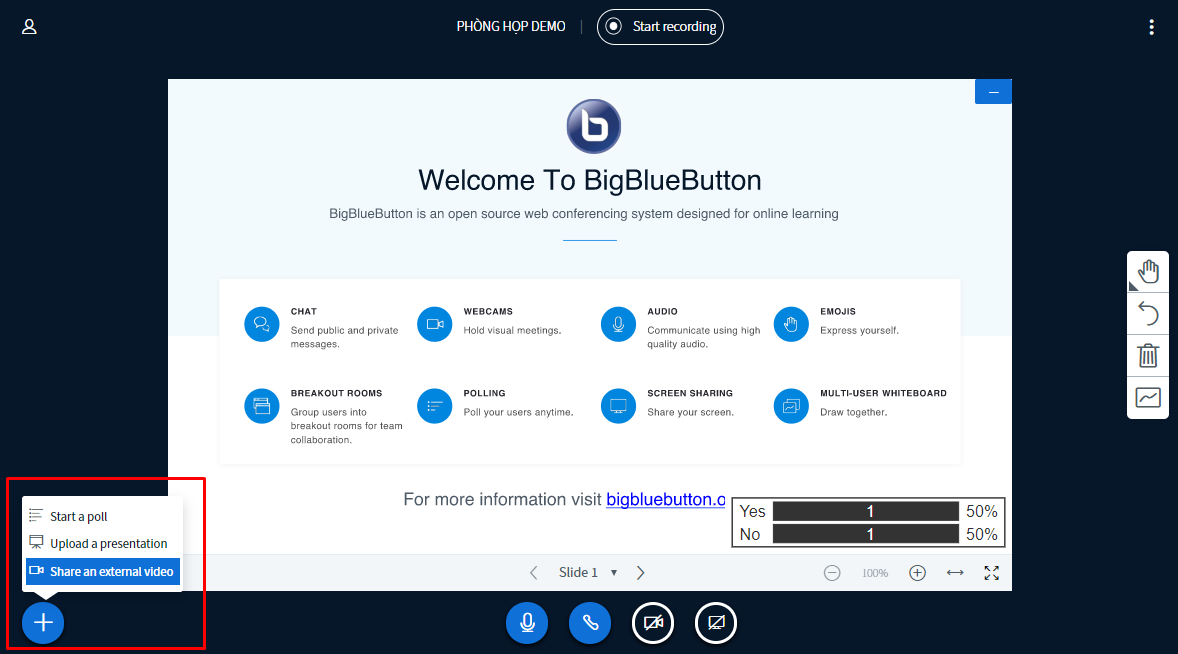 PHÒNG HỌP DEMO
Start recording
Welcome To BigBlueButton
BigBlueButton is an open source web conferencing system designed for online learning
CHAT
Send public and private
messages.
WEBCAMS
Hold visual meetings.
AUDIO
Communicate using high
quality audio.
EMOJIS
Express yourself.
BREAKOUT ROOMS
Group users into
breakout rooms for team
collaboration.
POLLING
Poll your users anytime.
SCREEN SHARING
Share your screen.
MULTI-USER WHITEBOARD
Draw together.
For more information visit bigbluebutton.o
Yes 1 50%
No 1 50%
Start a poll
Upload a presentation
Share an external video
Slide 1
100%